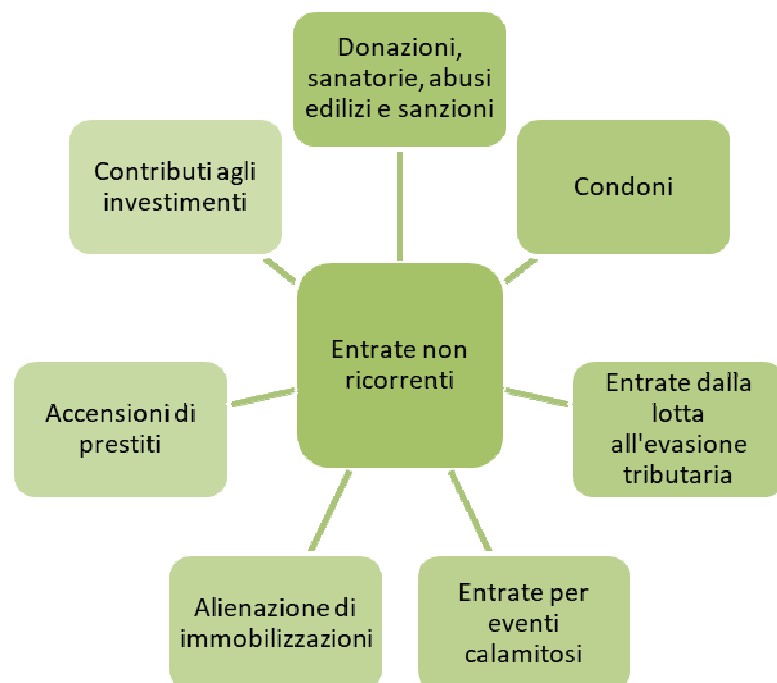 Donazioni,
sanatorie, abusi
edilizi e sanzioni
Contributi agli
investimenti
Condoni
Entrate non
ricorrenti
Accensioni di
prestiti
Entrate dalla
lotta
all'evasione
tributaria
Alienazione di
immobilizzazioni
Entrate per
eventi
calamitosi